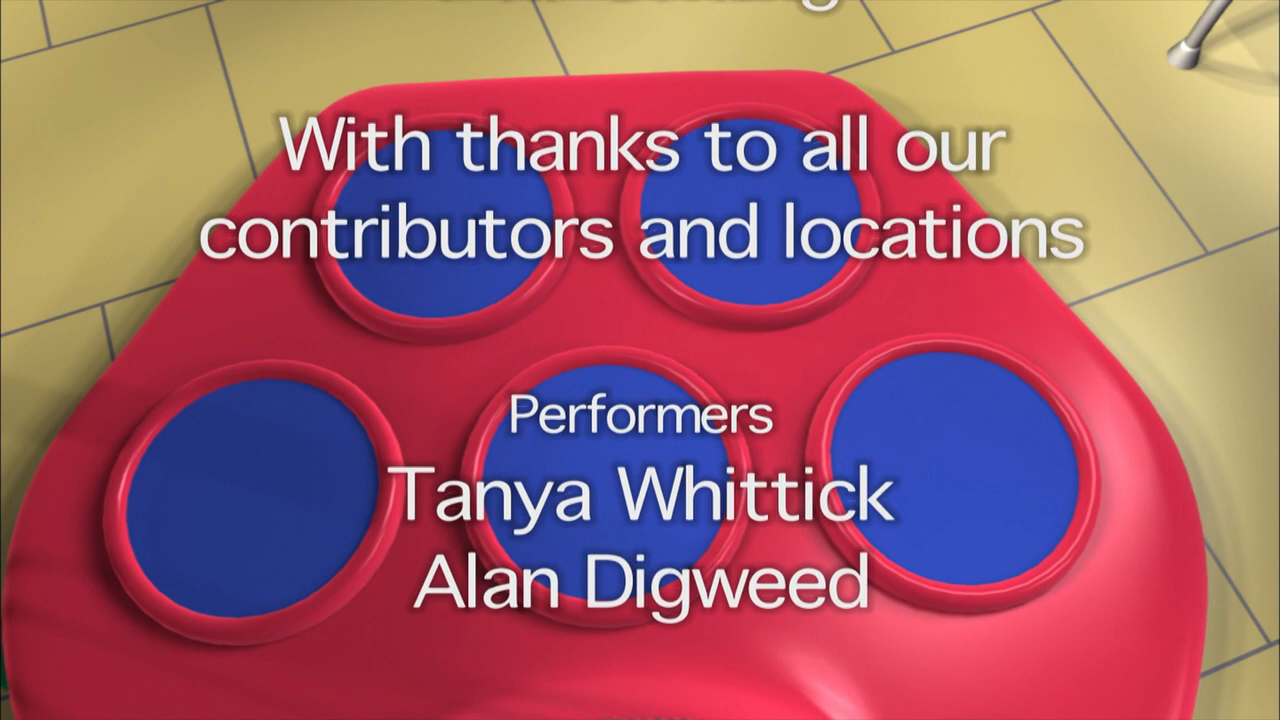 With thanks to all our
contributors and locations
Performers
Tanya Whittick
Alan Digweed